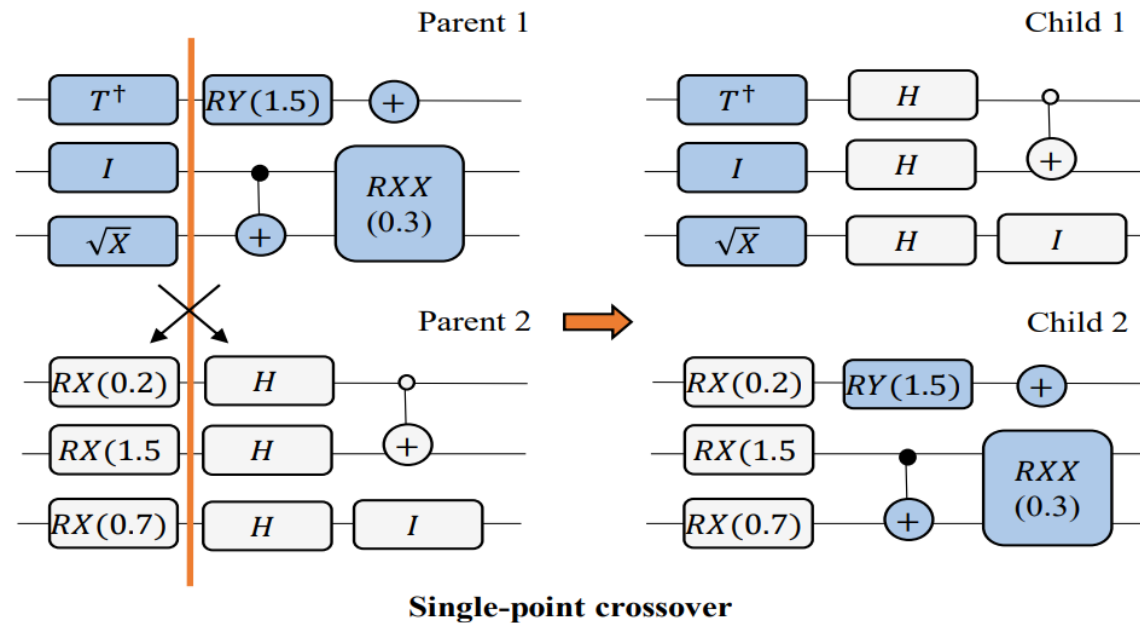 Parent 1
T† RY(1.5) +
I
RXX
(0.3)
√X +
Parent 2
RX(0.2) H
RX(1.5 H +
RX(0.7) H I
Child 1
T† H
I H +
√X H I
Child 2
RX(0.2) RY(1.5) +
RX(1.5
RXX
(0.3)
RX(0.7) +
Single-point crossover